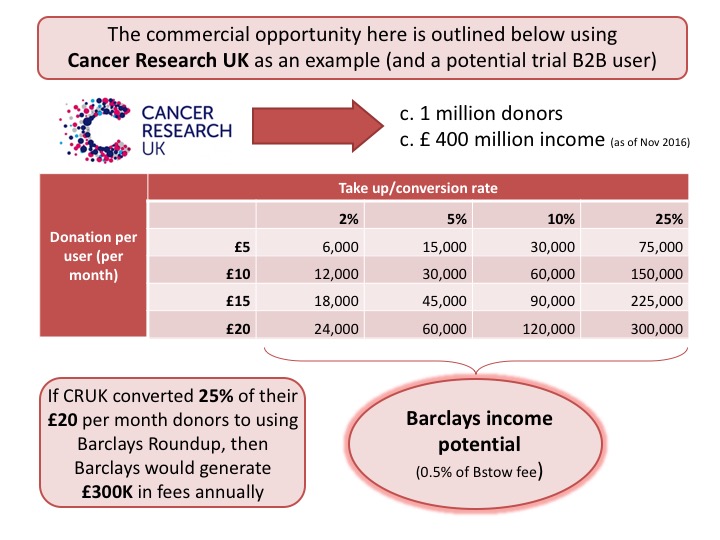 The commercial opportunity here is outlined below using
Cancer Research UK as an example (and a potential trial B2B user)
CANCER
RESEARCH
UK
c. 1 million donors
c. £ 400 million income (as of Nov 2016)
Donation per
user (per
month)
Take up/conversion rate
2% 5% 10% 25%
£5 6,000 15,000 30,000 75,000
£10 12,000 30,000 60,000 150,000
£15 18,000 45,000 90,000 225,000
£20 24,000 60,000 120,000 300,000
If CRUK converted 25% of their
£20 per month donors to using
Barclays Roundup, then
Barclays would generate
£300K in fees annually
Barclays income
potential
(0.5% of Bstow fee)